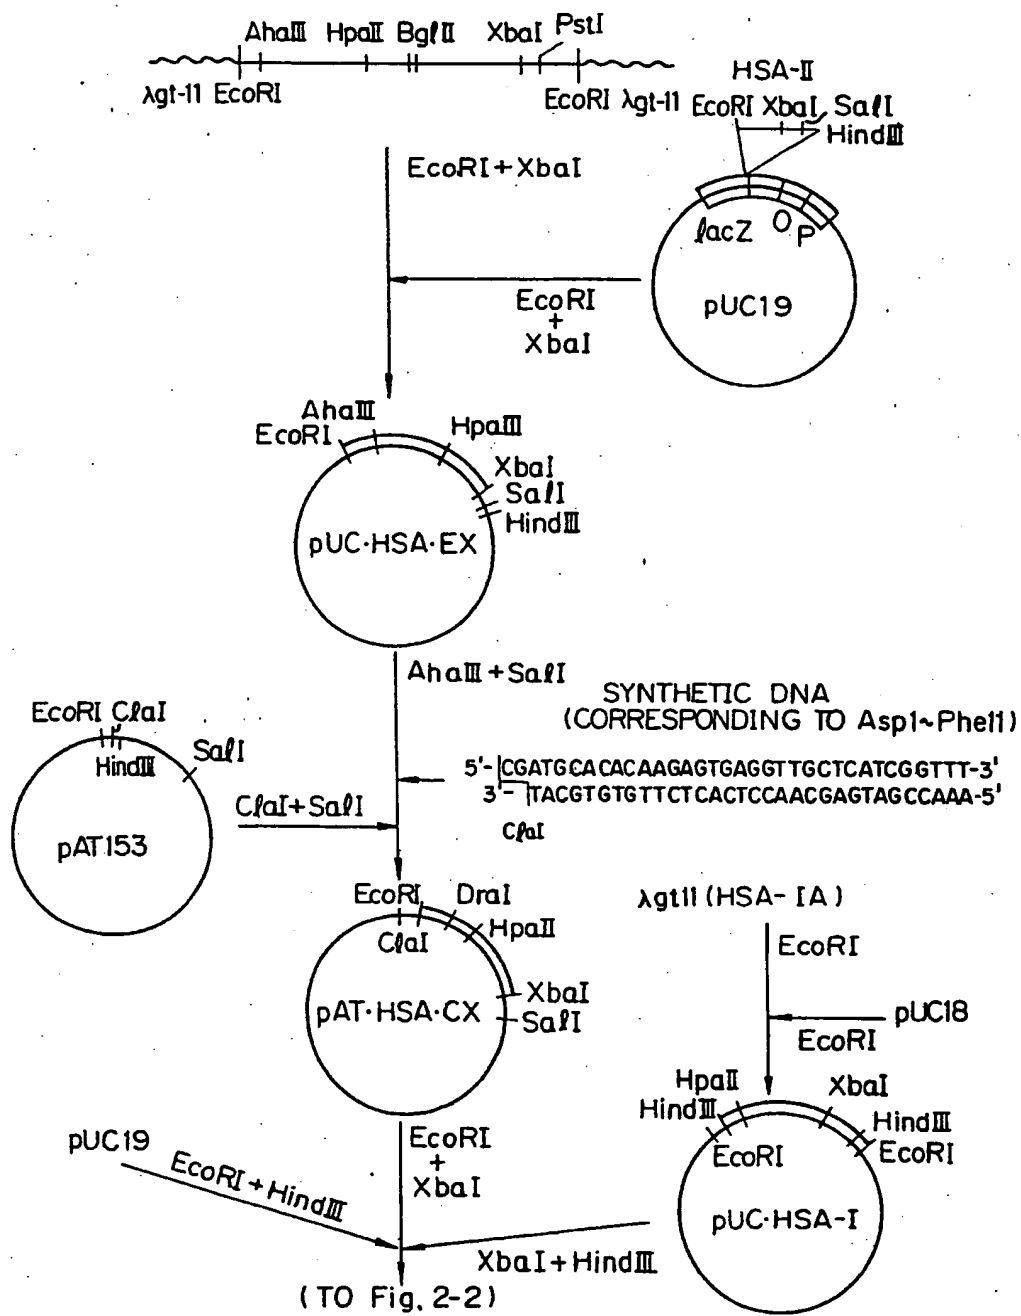 AhaIII HpaII BglII XbaI PstI
λgt-11 EcoRI EcoRI λgt-11
HSA-II
EcoRI XbaI SalI
HindIII
EcoRI+XbaI
lacZ O P
pUC19
EcoRI
+
XbaI
AhaIII
EcoRI
HpaIII
XbaI
SalI
HindIII
pUC·HSA·EX
AhaIII+SalI
SYNTHETIC DNA
(CORRESPONDING TO Asp1~Phe11)
5'-CGATGCACACAAGAGTGAGGTTGCTCATCGGTTT-3'
3'-TACGTGTGTTCTCACTCCAACGAGTAGCCAAA-5'
ClaI
EcoRI ClaI
HindIII
SalI
pAT153
ClaI+SalI
EcoRI DraI
ClaI
HpaII
XbaI
SalI
pAT·HSA·CX
λgt11 (HSA-IA)
EcoRI
pUC18
EcoRI
HpaII
HindIII
XbaI
HindIII
EcoRI
EcoRI
pUC·HSA-I
pUC19
EcoRI+HindIII
EcoRI
+
XbaI
XbaI+HindIII
(TO Fig. 2-2)